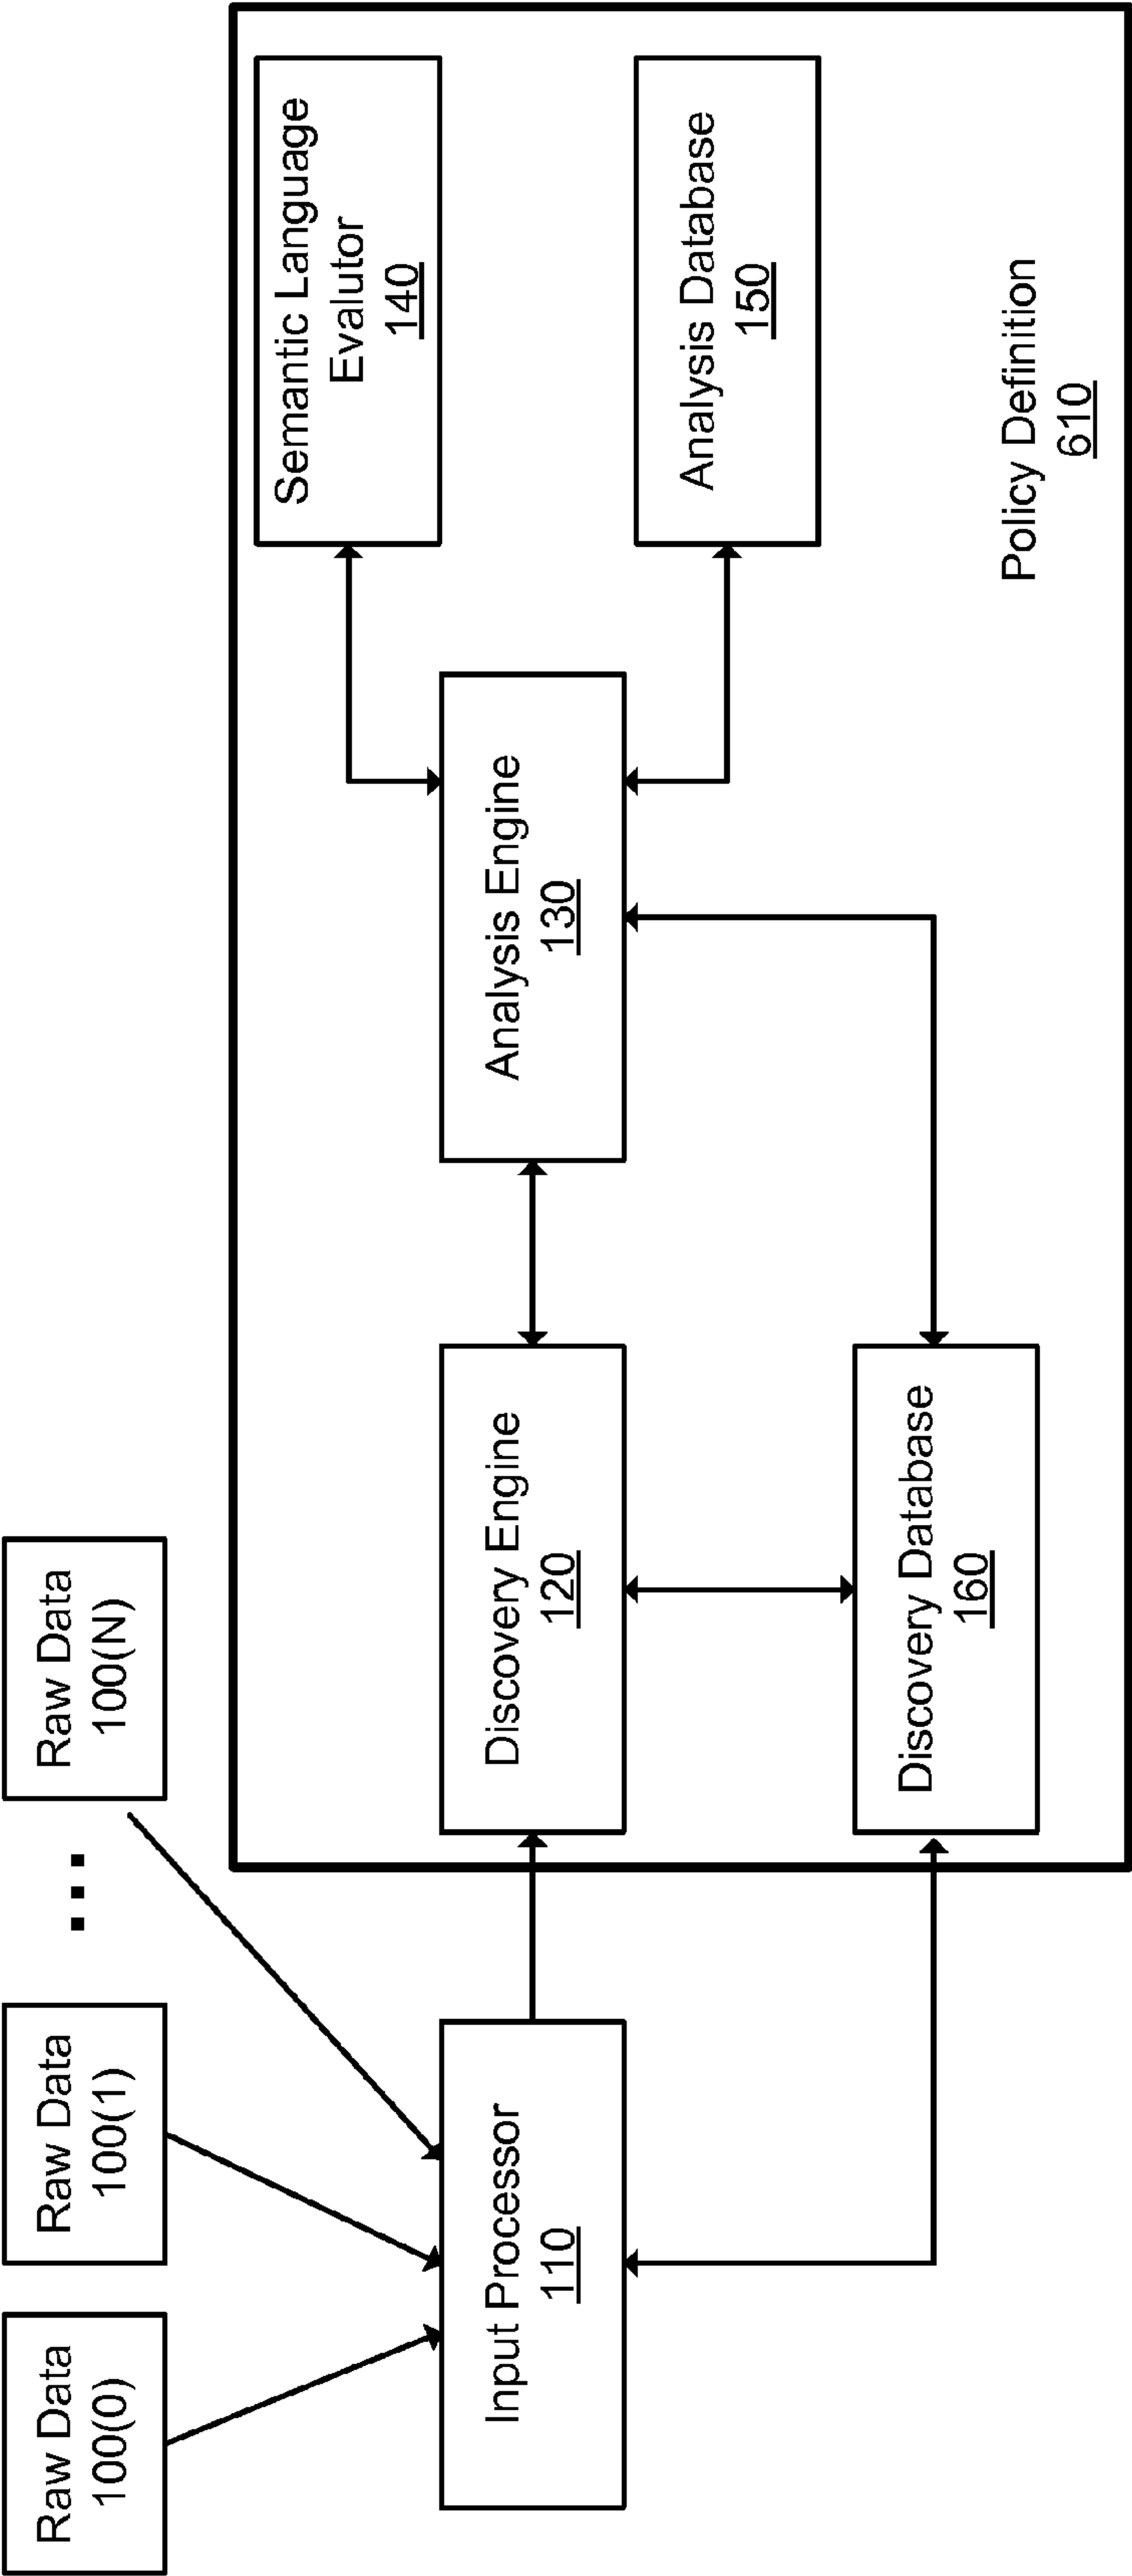 Raw Data
100(0)
Raw Data
100(1)
...
Raw Data
100(N)
Input Processor
110
Discovery Engine
120
Analysis Engine
130
Semantic Language
Evalutor
140
Analysis Database
150
Discovery Database
160
Policy Definition
610